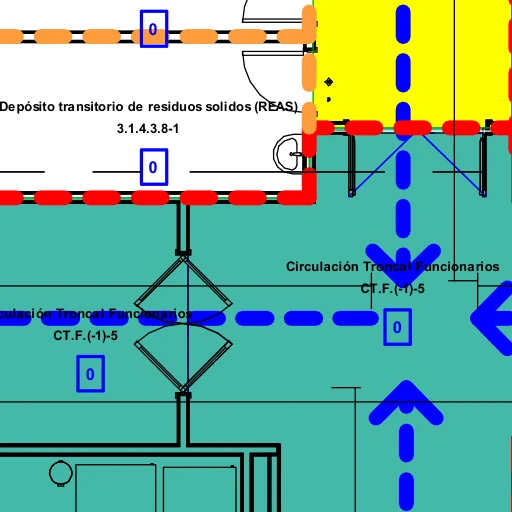 0
Depósito transitorio de residuos solidos (REAS)
3.1.4.3.8-1
0
Circulación Troncal Funcionarios
CT.F.(-1)-5
0
culación Troncal Funcionarios
CT.F.(-1)-5
0